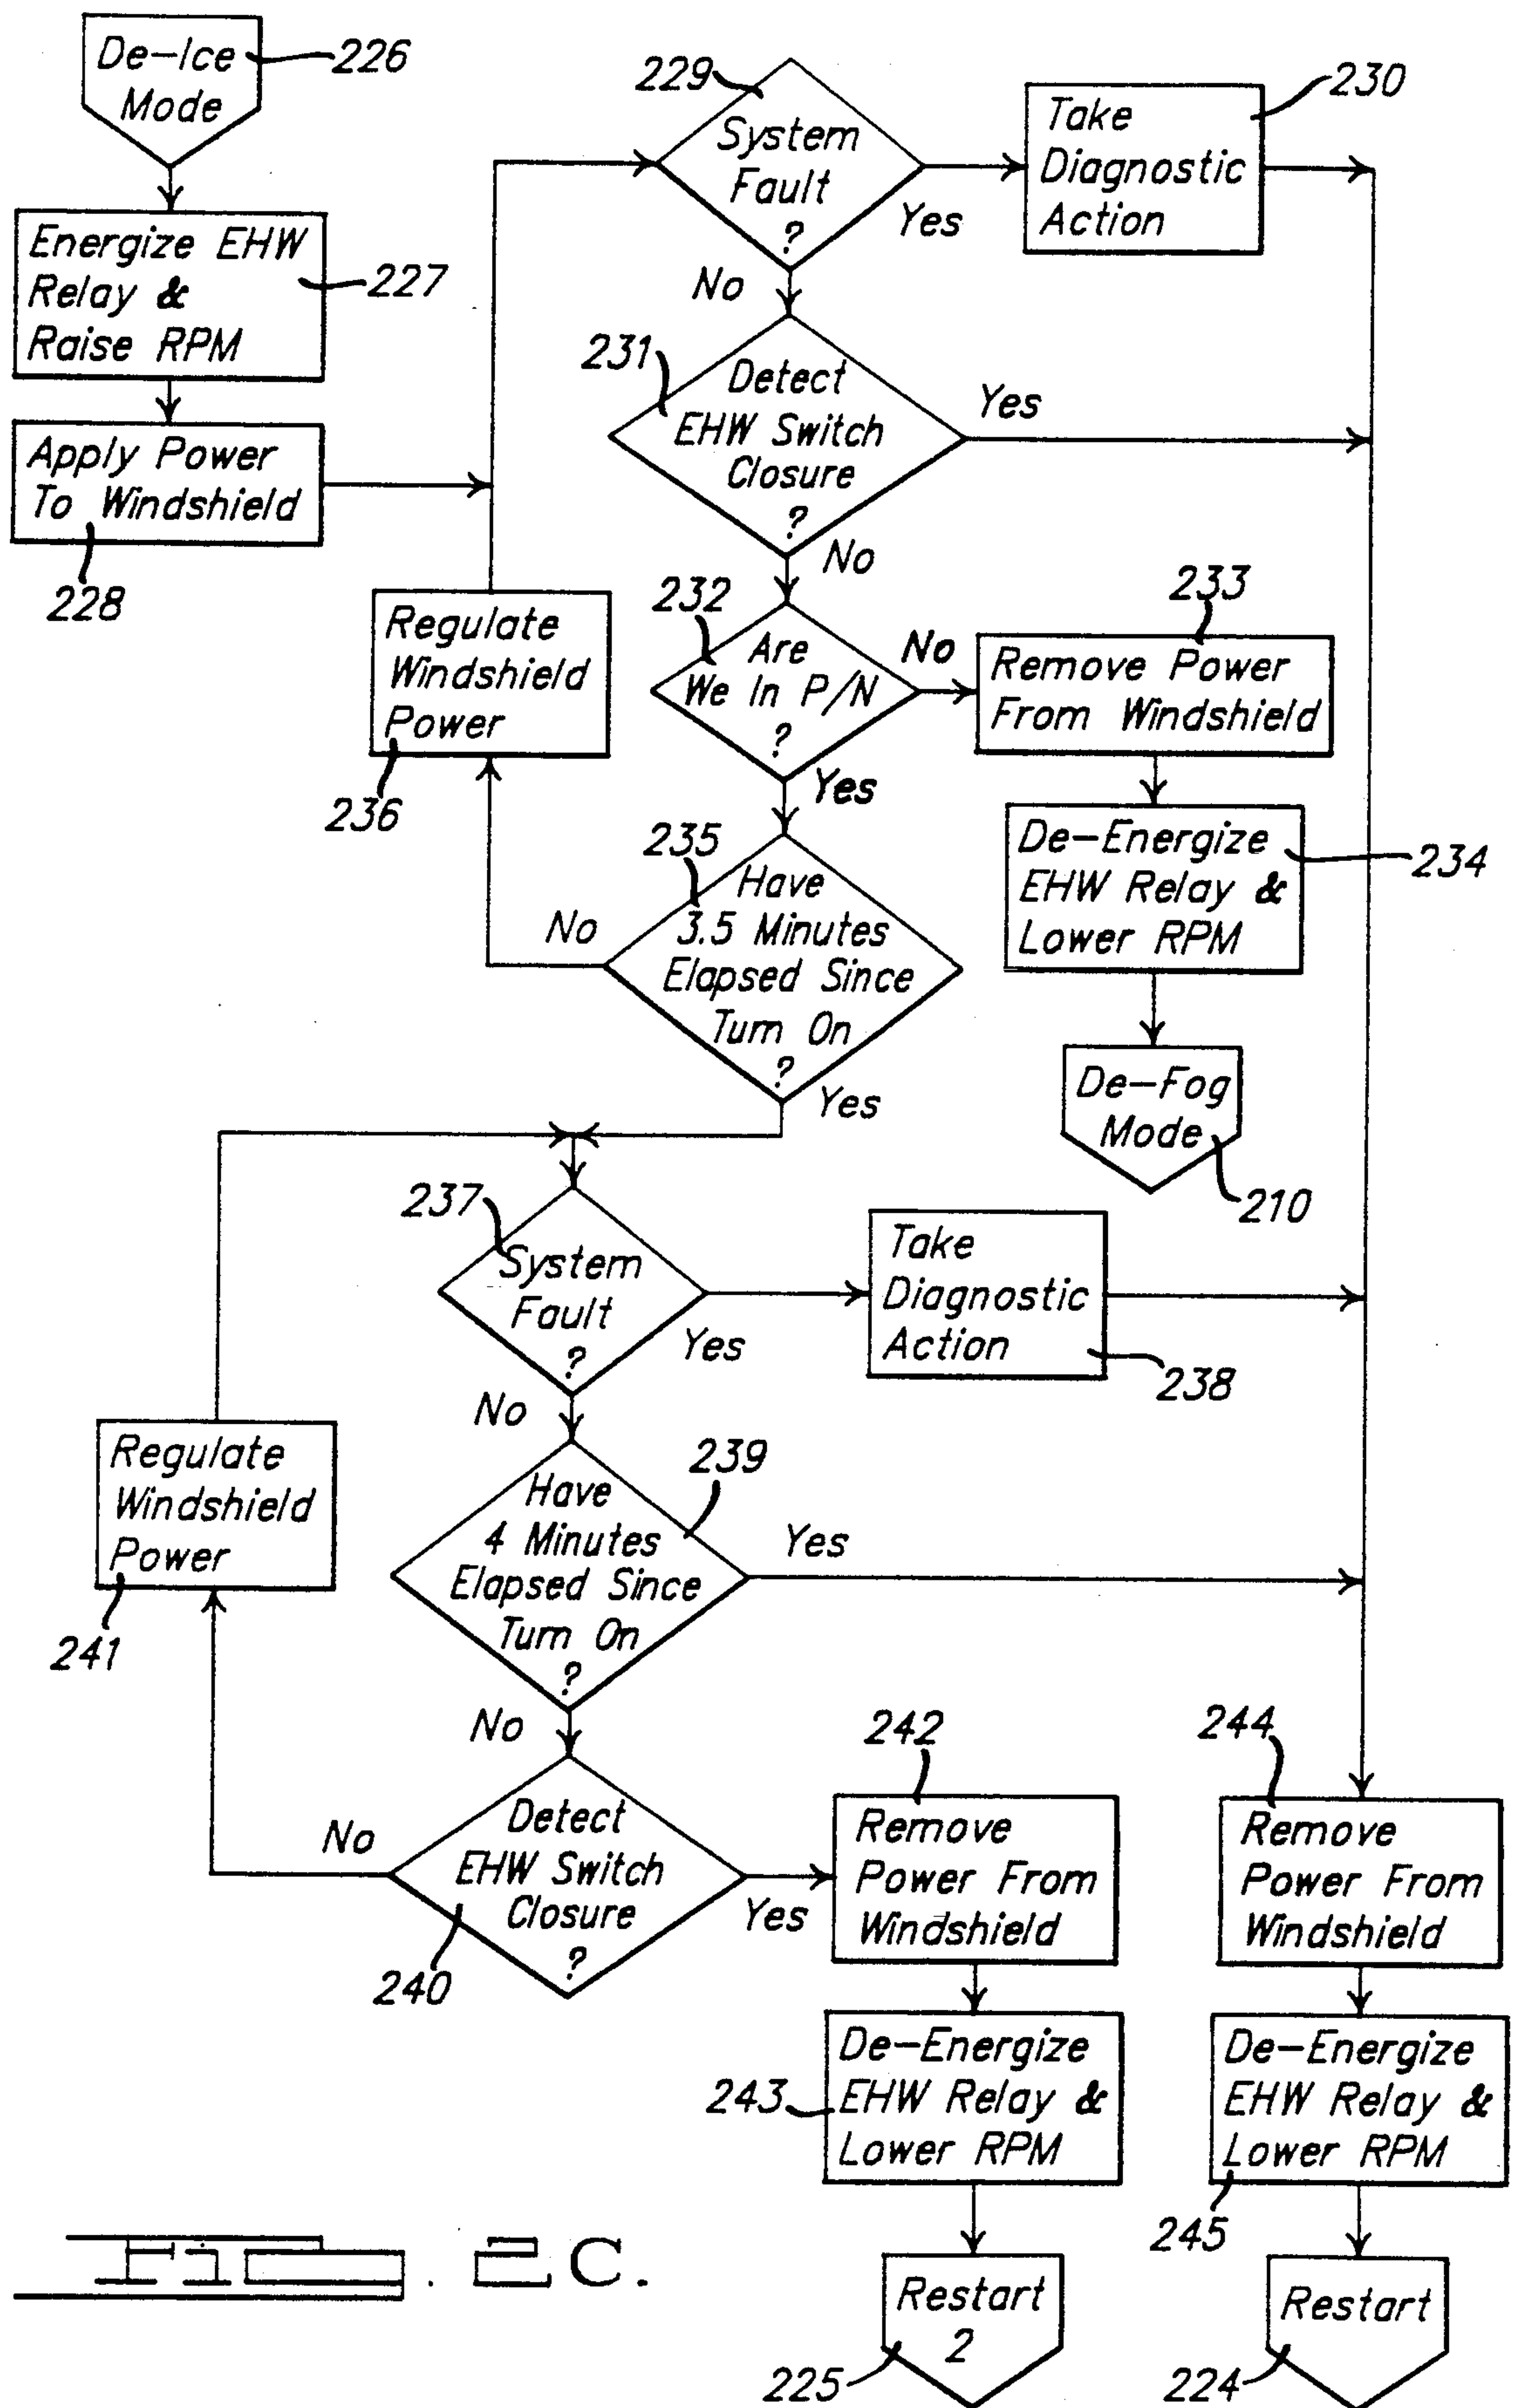 De-Ice
Mode
226
Energize EHW
Relay &
Raise RPM
227
Apply Power
To Windshield
228
229
System
Fault
?
Yes
No
Take
Diagnostic
Action
230
231
Detect
EHW Switch
Closure
?
Yes
No
232
Are
We In P/N
?
No
Yes
233
Remove Power
From Windshield
De-Energize
EHW Relay &
Lower RPM
234
De-Fog
Mode
210
Regulate
Windshield
Power
236
235
Have
3.5 Minutes
Elapsed Since
Turn On
?
No
Yes
237
System
Fault
?
Yes
No
Take
Diagnostic
Action
238
Regulate
Windshield
Power
241
239
Have
4 Minutes
Elapsed Since
Turn On
?
Yes
No
Detect
EHW Switch
Closure
?
240
No
Yes
242
Remove
Power From
Windshield
243
De-Energize
EHW Relay &
Lower RPM
Restart
2
225
244
Remove
Power From
Windshield
De-Energize
EHW Relay &
Lower RPM
245
Restart
224
FIG. 2C.